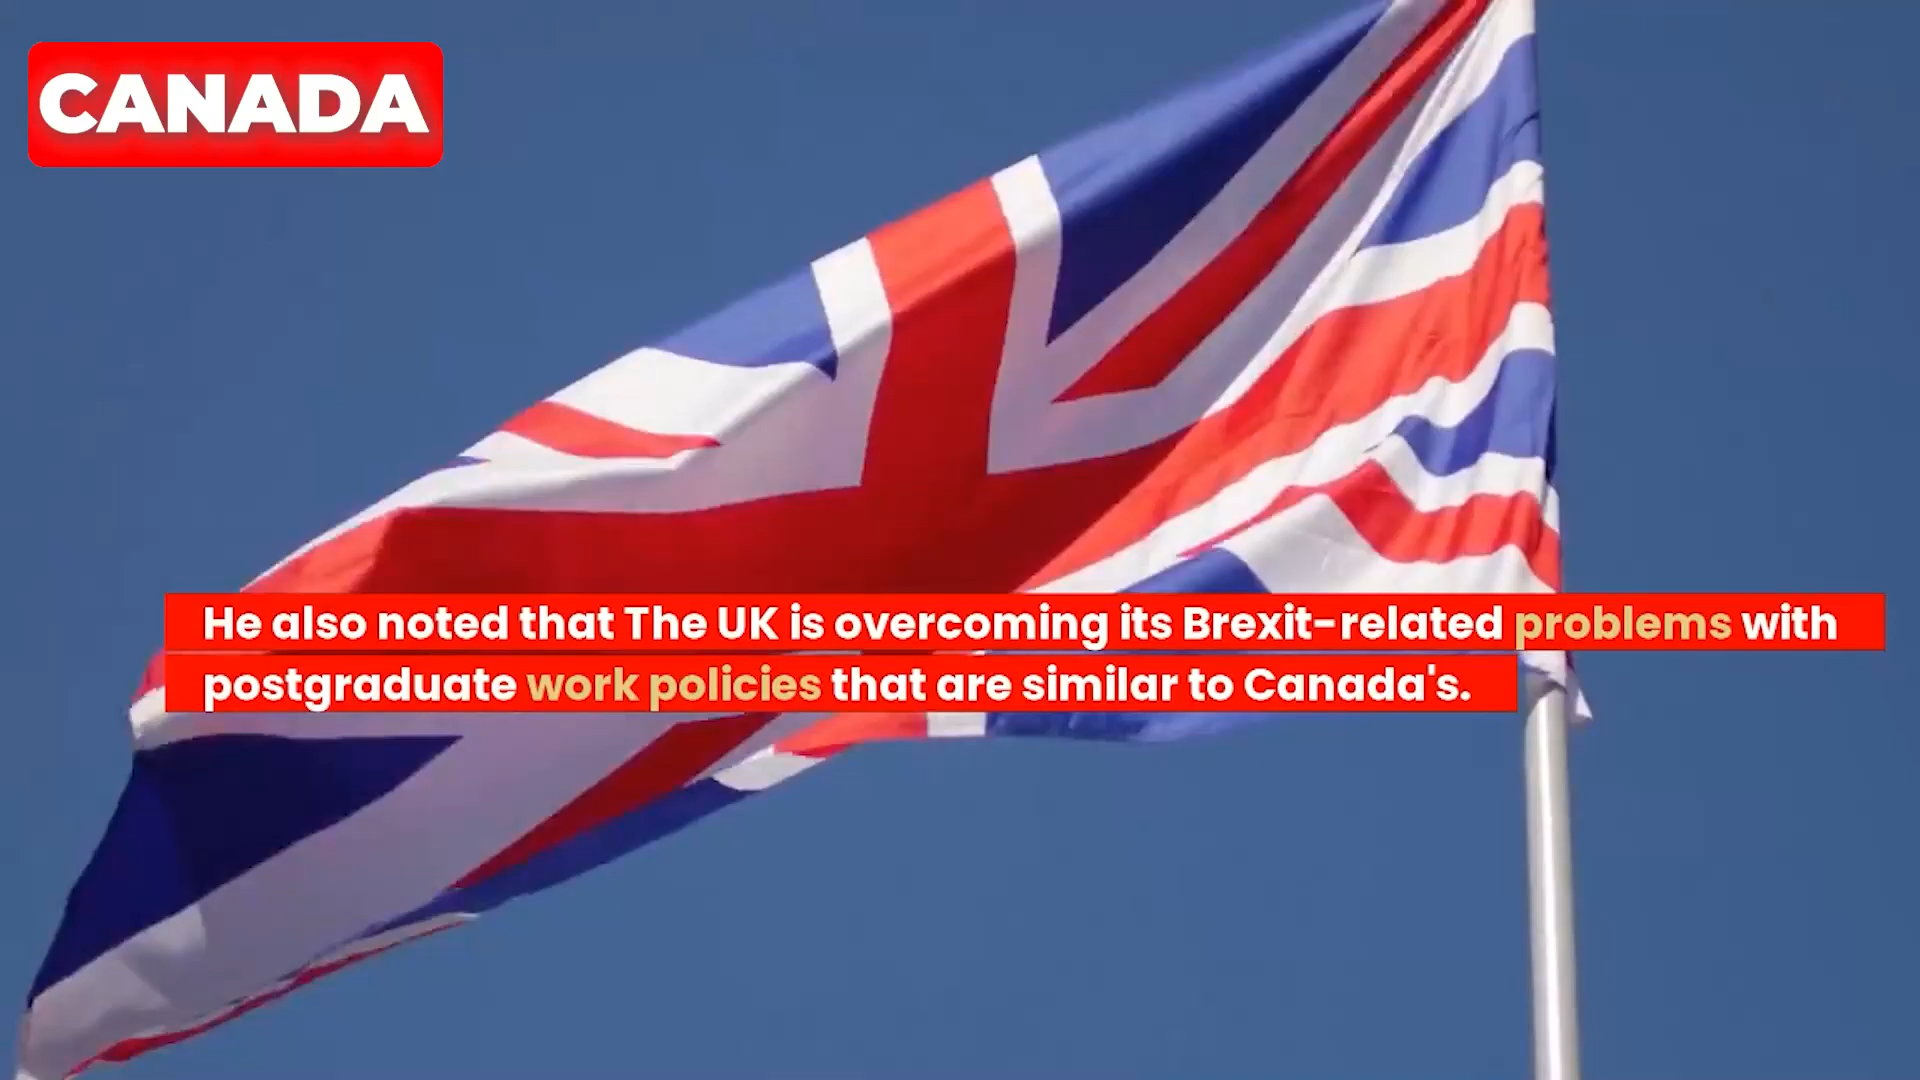 CANADA
He also noted that The UK is overcoming its Brexit-related problems with
postgraduate work policies that are similar to Canada's.